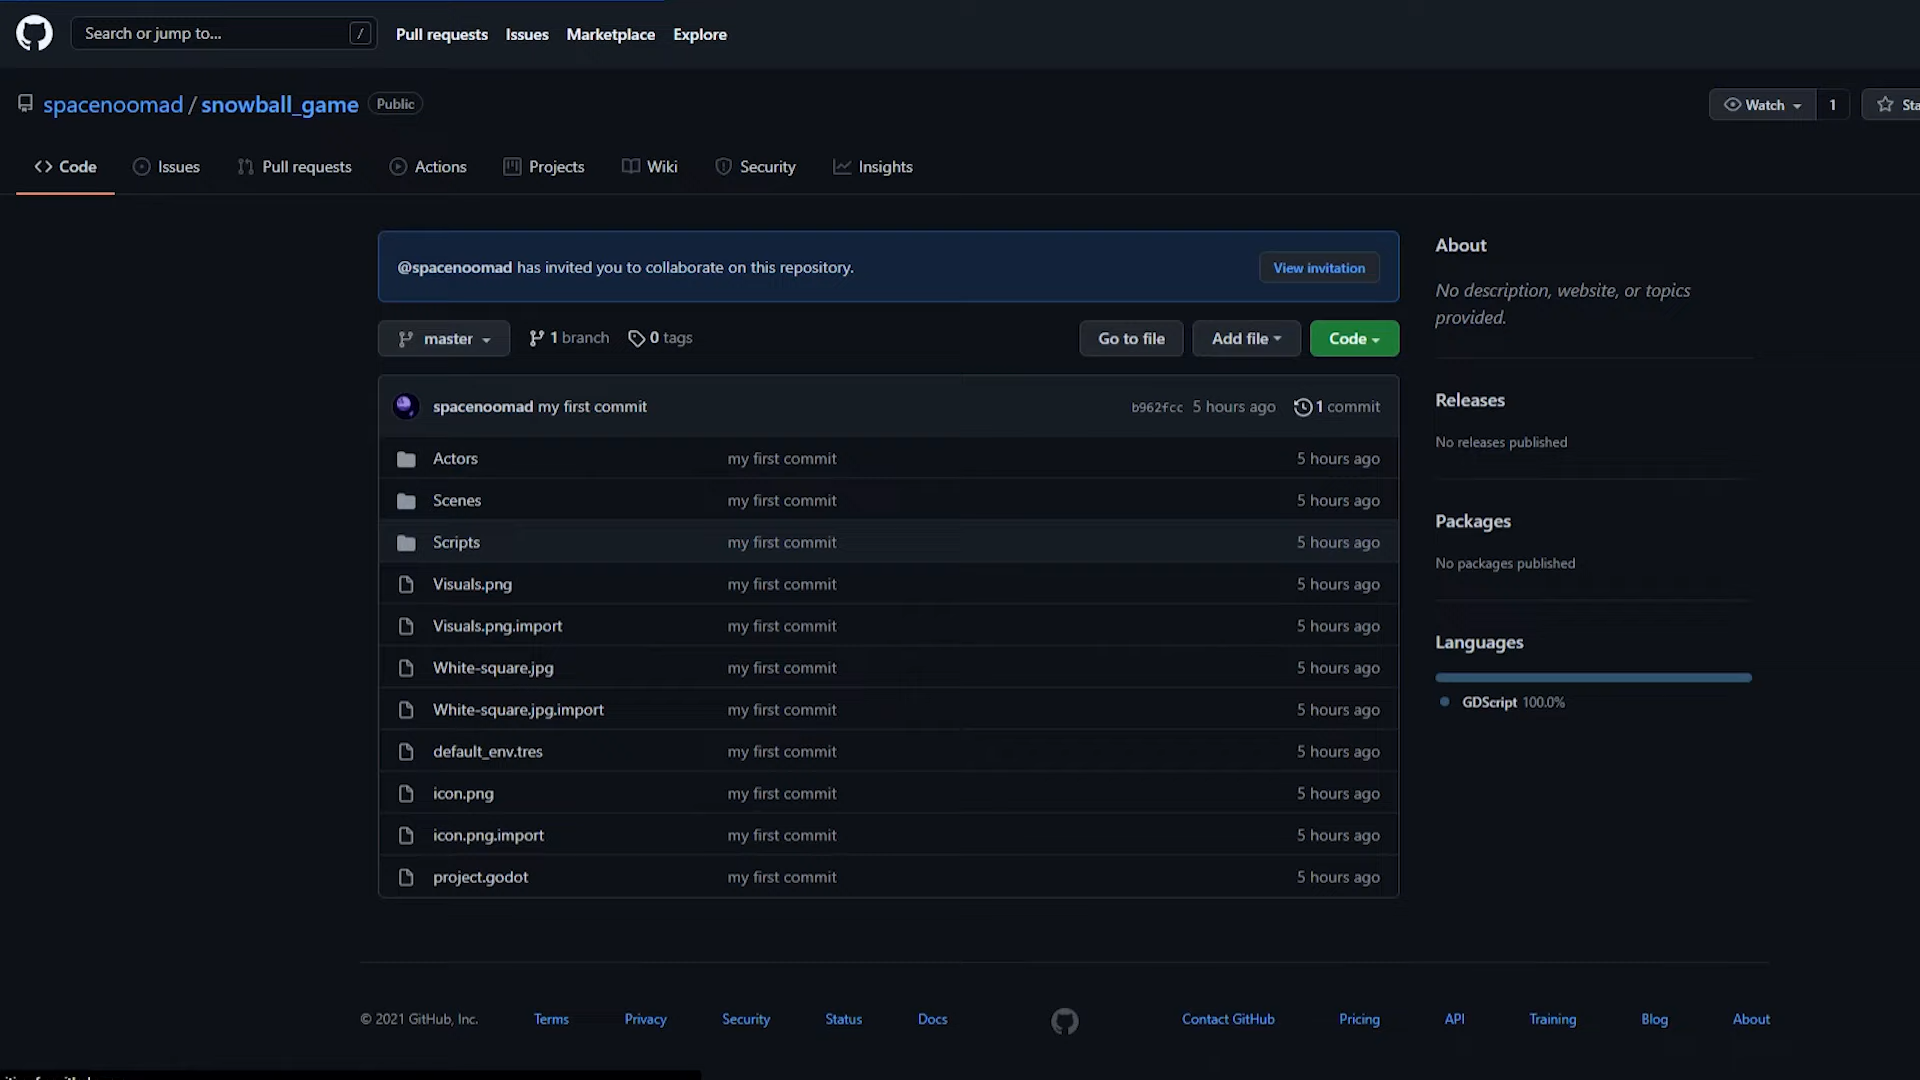 Search or jump to... /
Pull requests Issues Marketplace Explore
spacenoomad / snowball_game Public
Watch 1
Code Issues Pull requests Actions Projects Wiki Security Insights
@spacenoomad has invited you to collaborate on this repository.
View invitation
master 1 branch 0 tags
Go to file Add file Code
spacenoomad my first commit b962fcc 5 hours ago 1 commit
Actors my first commit 5 hours ago
Scenes my first commit 5 hours ago
Scripts my first commit 5 hours ago
Visuals.png my first commit 5 hours ago
Visuals.png.import my first commit 5 hours ago
White-square.jpg my first commit 5 hours ago
White-square.jpg.import my first commit 5 hours ago
default_env.tres my first commit 5 hours ago
icon.png my first commit 5 hours ago
icon.png.import my first commit 5 hours ago
project.godot my first commit 5 hours ago
About
No description, website, or topics
provided.
Releases
No releases published
Packages
No packages published
Languages
GDScript 100.0%
© 2021 GitHub, Inc. Terms Privacy Security Status Docs Contact GitHub Pricing API Training Blog About